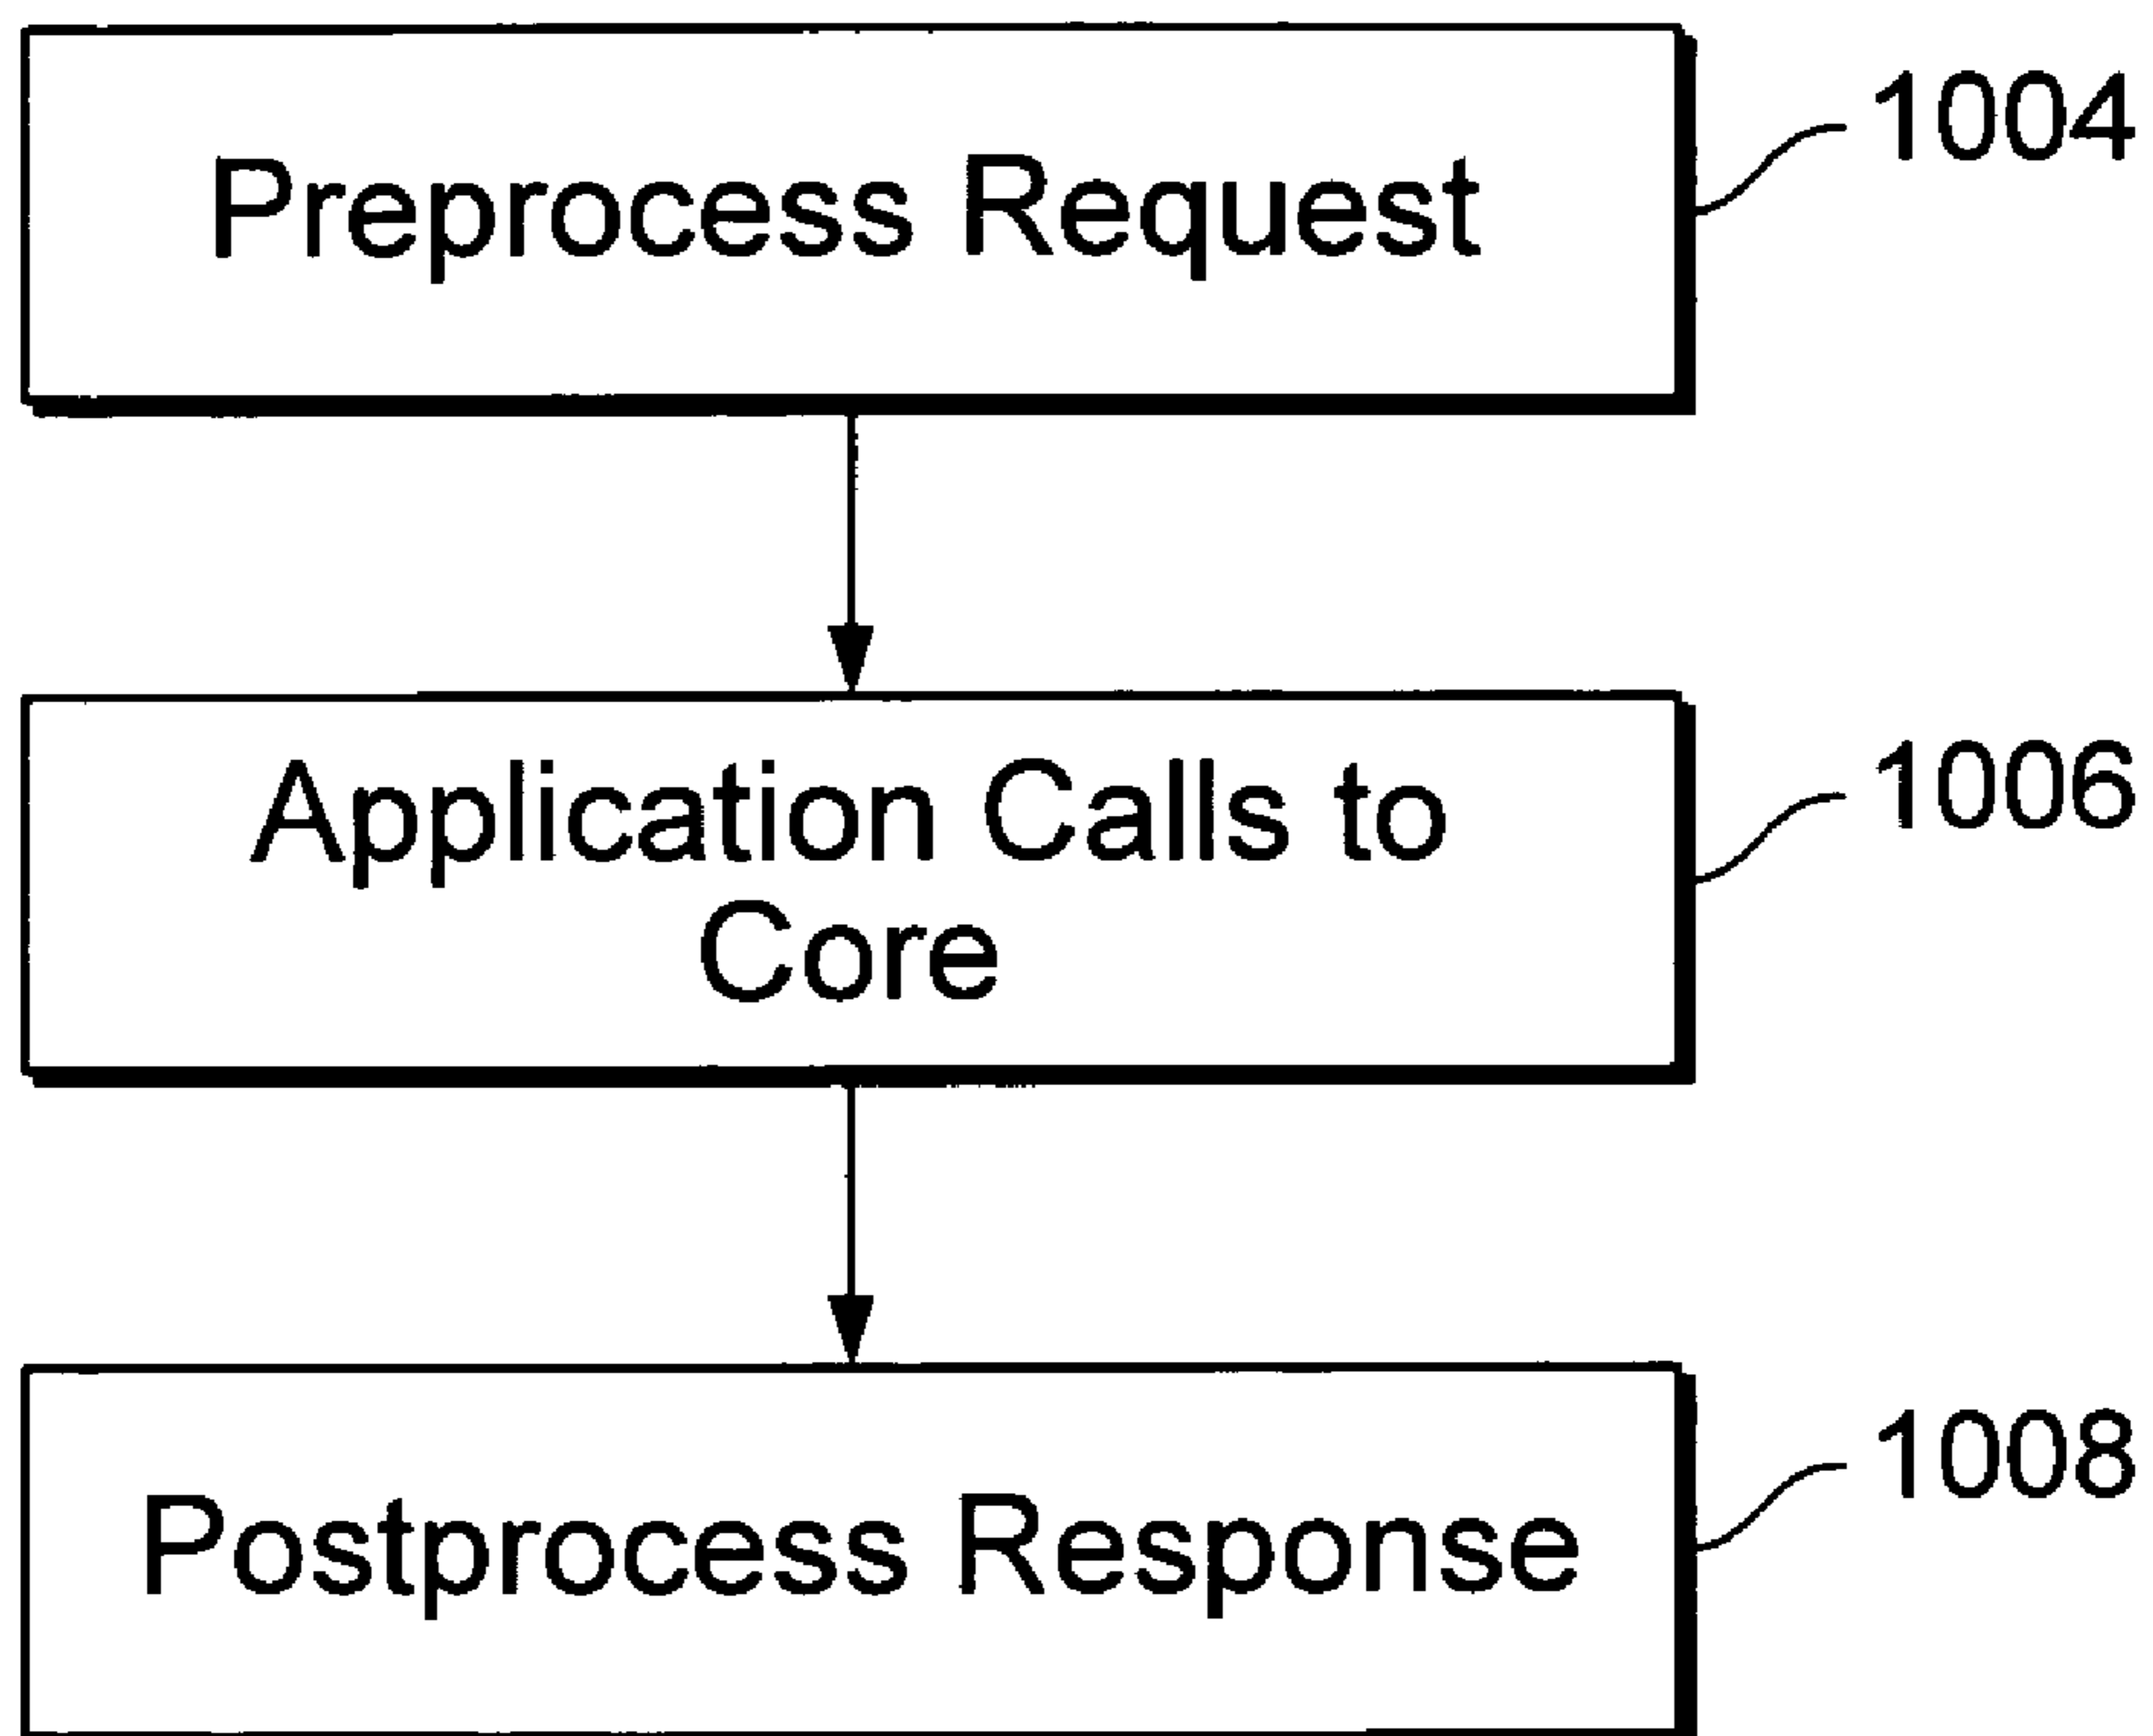 Preprocess Request
1004
Application Calls to
Core
1006
Postprocess Response
1008